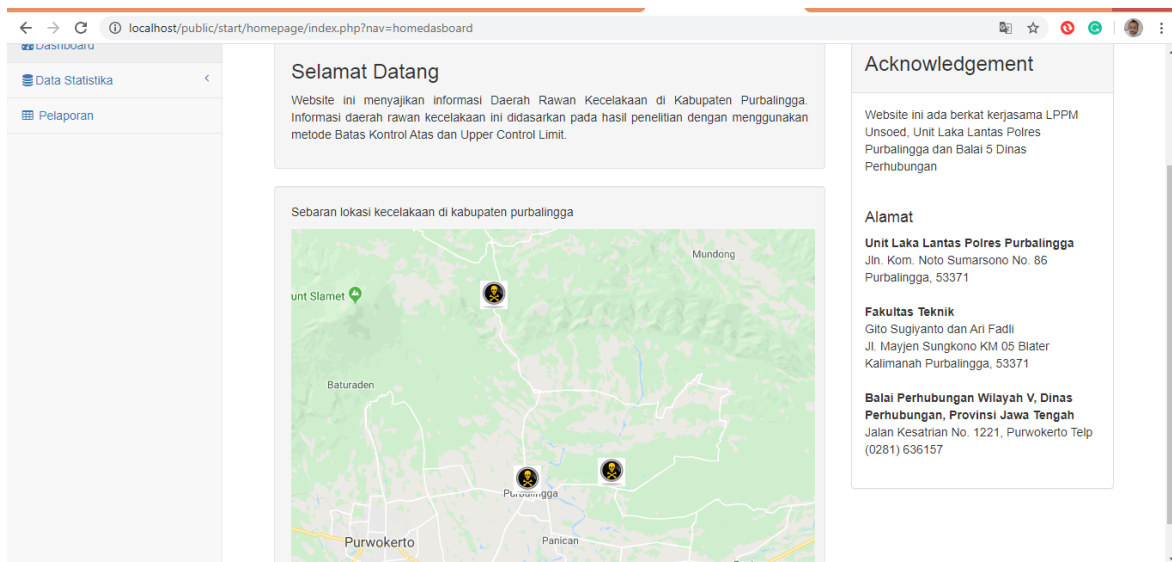 localhost/public/start/homepage/index.php?nav=homedasboard
Dashboard
Data Statistika
Pelaporan
Selamat Datang
Website ini menyajikan informasi Daerah Rawan Kecelakaan di Kabupaten Purbalingga.
Informasi daerah rawan kecelakaan ini didasarkan pada hasil penelitian dengan menggunakan
metode Batas Kontrol Atas dan Upper Control Limit.
Sebaran lokasi kecelakaan di kabupaten purbalingga
Mundong
unt Slamet
Baturaden
Purbalingga
Purwokerto
Panican
Acknowledgement
Website ini ada berkat kerjasama LPPM
Unsoed, Unit Laka Lantas Polres
Purbalingga dan Balai 5 Dinas
Perhubungan
Alamat
Unit Laka Lantas Polres Purbalingga
Jln. Kom. Noto Sumarsono No. 86
Purbalingga, 53371
Fakultas Teknik
Gito Sugiyanto dan Ari Fadli
Jl. Mayjen Sungkono KM 05 Blater
Kalimanah Purbalingga, 53371
Balai Perhubungan Wilayah V, Dinas
Perhubungan, Provinsi Jawa Tengah
Jalan Kesatrian No. 1221, Purwokerto Telp
(0281) 636157